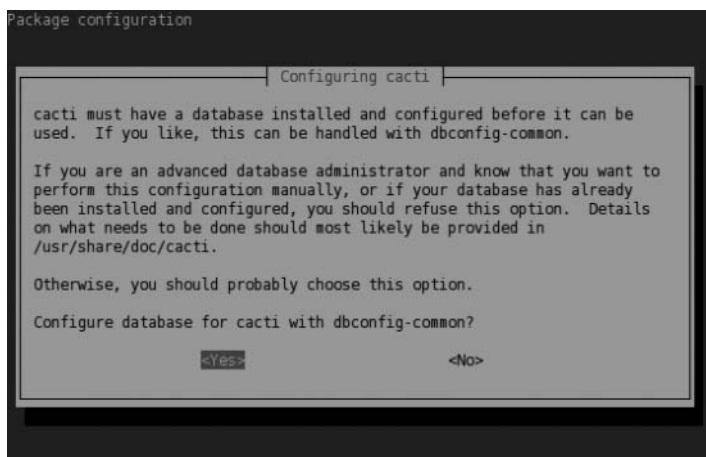 Package configuration
Configuring cacti
cacti must have a database installed and configured before it can be
used.  If you like, this can be handled with dbconfig-common.
If you are an advanced database administrator and know that you want to
perform this configuration manually, or if your database has already
been installed and configured, you should refuse this option.  Details
on what needs to be done should most likely be provided in
/usr/share/doc/cacti.
Otherwise, you should probably choose this option.
Configure database for cacti with dbconfig-common?
<Yes> <No>